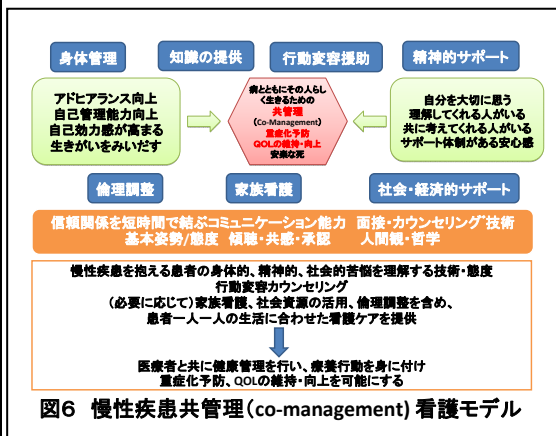 身体管理
知識の提供
行動変容援助
精神的サポート
アドヒアランス向上
自己管理能力向上
自己効力感が高まる
生きがいをみいだす
病とともにその人らし
く生きるための
共管理
(Co-Management)
重症化予防
QOLの維持・向上
安楽な死
自分を大切に思う
理解してくれる人がいる
共に考えてくれる人がいる
サポート体制がある安心感
倫理調整
家族看護
社会・経済的サポート
信頼関係を短時間で結ぶコミュニケーション能力 面接・カウンセリング技術
基本姿勢/態度 傾聴・共感・承認 人間観・哲学
慢性疾患を抱える患者の身体的、精神的、社会的苦悩を理解する技術・態度
行動変容カウンセリング
(必要に応じて)家族看護、社会資源の活用、倫理調整を含め、
患者一人一人の生活に合わせた看護ケアを提供
医療者と共に健康管理を行い、療養行動を身に付け
重症化予防、QOLの維持・向上を可能にする
図6 慢性疾患共管理(co-management) 看護モデル